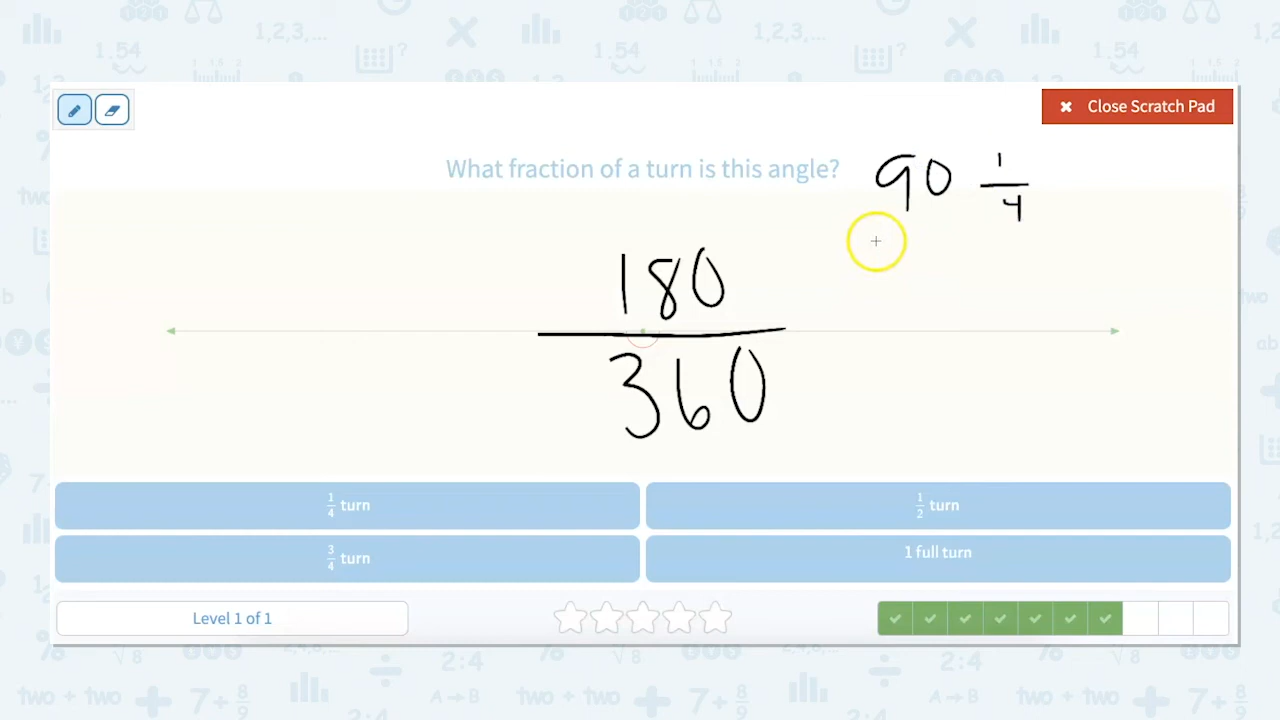 ✖ Close Scratch Pad
What fraction of a turn is this angle?
90 1/4
180
360
1/4 turn
1/2 turn
3/4 turn
1 full turn
Level 1 of 1